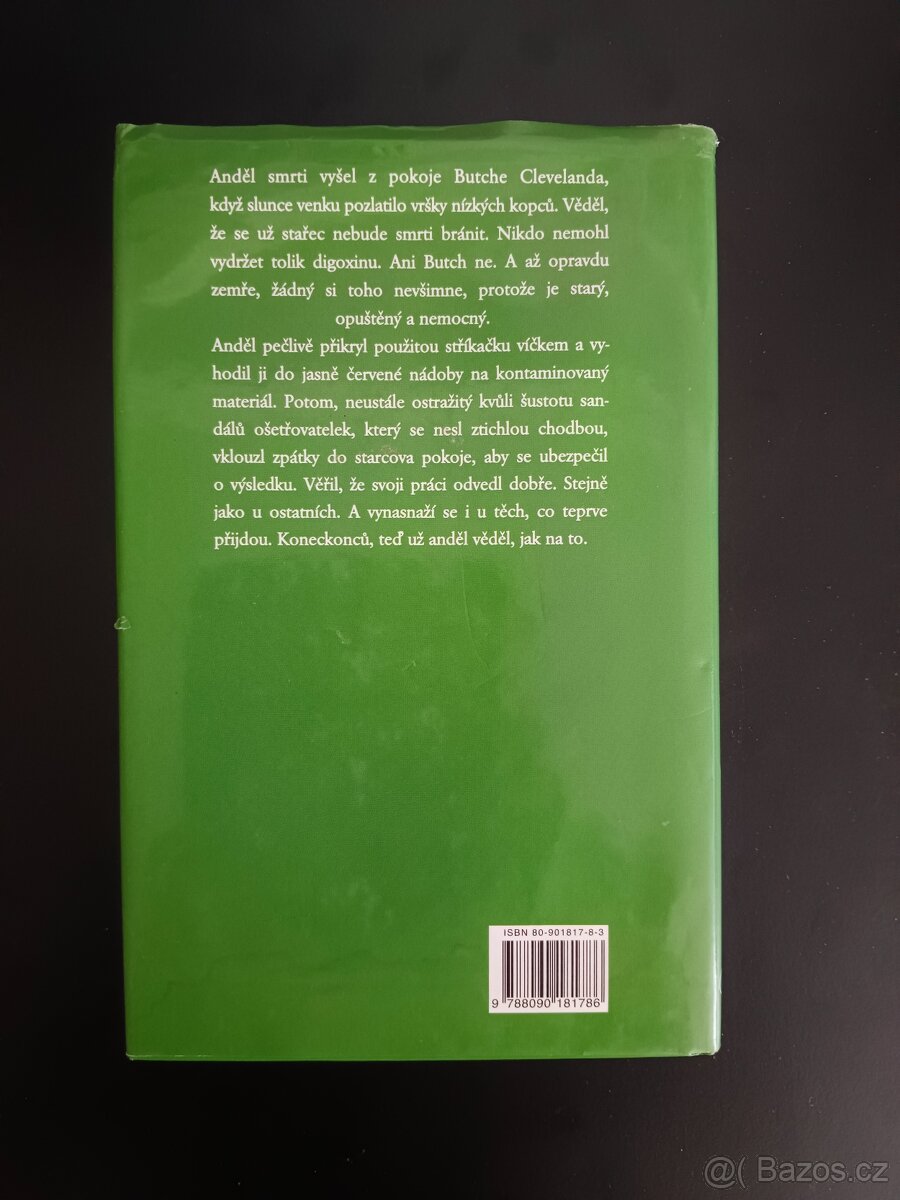 Anděl smrti vyšel z pokoje Butche Clevelanda,
když slunce venku pozlatilo vršky nízkých kopců. Věděl,
že se už stařec nebude smrti bránit. Nikdo nemohl
vydržet tolik digoxinu. Ani Butch ne. A až opravdu
zemře, žádný si toho nevšimne, protože je starý,
opuštěný a nemocný.
Anděl pečlivě přikryl použitou stříkačku víčkem a vy-
hodil ji do jasně červené nádoby na kontaminovaný
materiál. Potom, neustále ostražitý kvůli šustotu san-
dálů ošetřovatelek, který se nesl ztichlou chodbou,
vklouzl zpátky do starcova pokoje, aby se ubezpečil
o výsledku. Věřil, že svoji práci odvedl dobře. Stejně
jako u ostatních. A vynasnaží se i u těch, co teprve
přijdou. Koneckonců, teď už anděl věděl, jak na to.
ISBN 80-901817-8-3
9 788090 181786
@( Bazos.cz